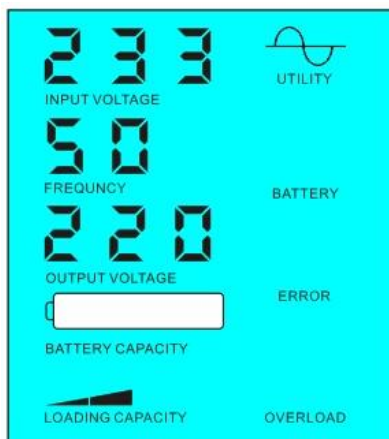 233
INPUT VOLTAGE
UTILITY
50
FREQUNCY
BATTERY
220
OUTPUT VOLTAGE
ERROR
BATTERY CAPACITY
LOADING CAPACITY
OVERLOAD